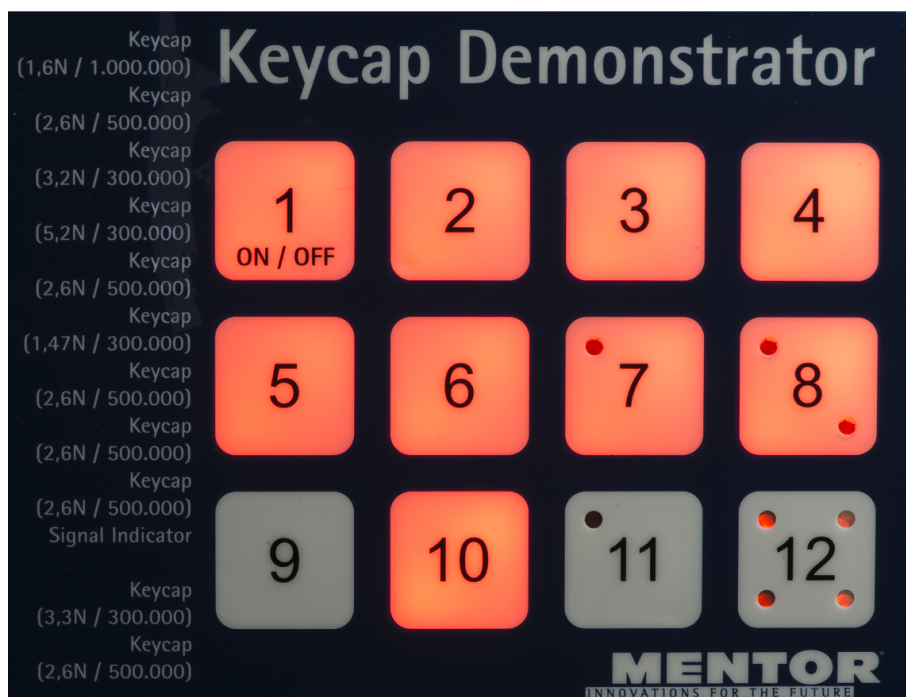 Keycap Demonstrator
Keycap
(1,6N / 1.000.000)
Keycap
(2,6N / 500.000)
Keycap
(3,2N / 300.000)
Keycap
(5,2N / 300.000)
Keycap
(2,6N / 500.000)
Keycap
(1,47N / 300.000)
Keycap
(2,6N / 500.000)
Keycap
(2,6N / 500.000)
Keycap
(2,6N / 500.000)
Signal Indicator
Keycap
(3,3N / 300.000)
Keycap
(2,6N / 500.000)
1 2 3 4
ON / OFF
5 6 7 8
9 10 11 12
MENTOR
INNOVATIONS FOR THE FUTURE